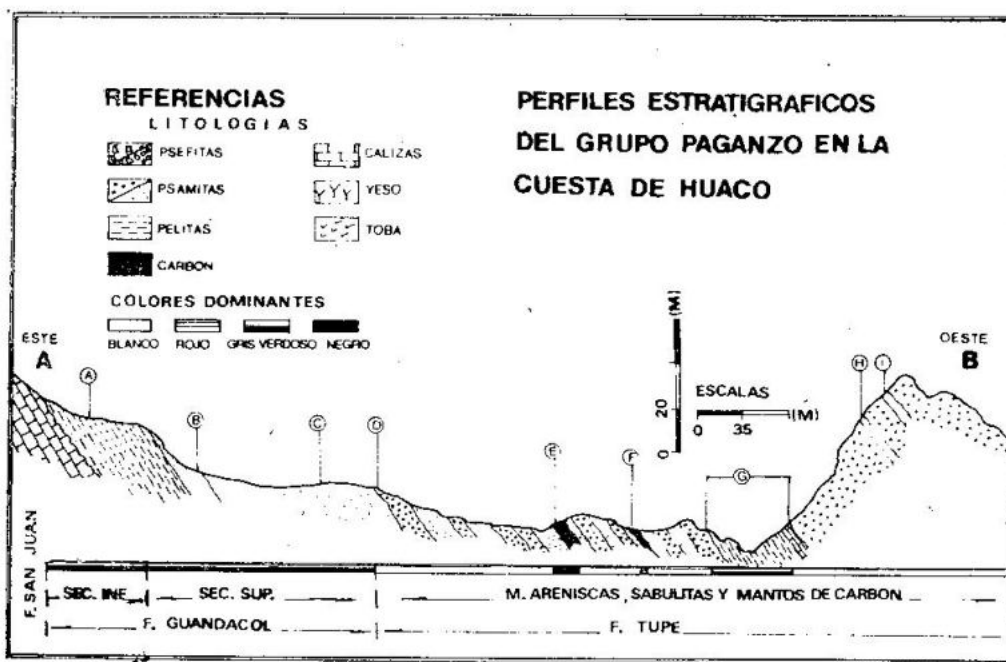 REFERENCIAS
LITOLOGIAS
PSEFITAS
CALIZAS
PSAMITAS
YESO
PELITAS
TOBA
CARBON
COLORES DOMINANTES
BLANCO ROJO GRIS VERDOSO NEGRO
PERFILES ESTRATIGRAFICOS
DEL GRUPO PAGANZO EN LA
CUESTA DE HUACO
ESTE
A
OESTE
B
(M)
20
0
ESCALAS
(M)
0 35
A
B
C
D
E
F
G
H
I
F. SAN JUAN
SEC. INF.
SEC. SUP.
M. ARENISCAS, SABULITAS Y MANTOS DE CARBON
F. GUANDACOL
F. TUPE